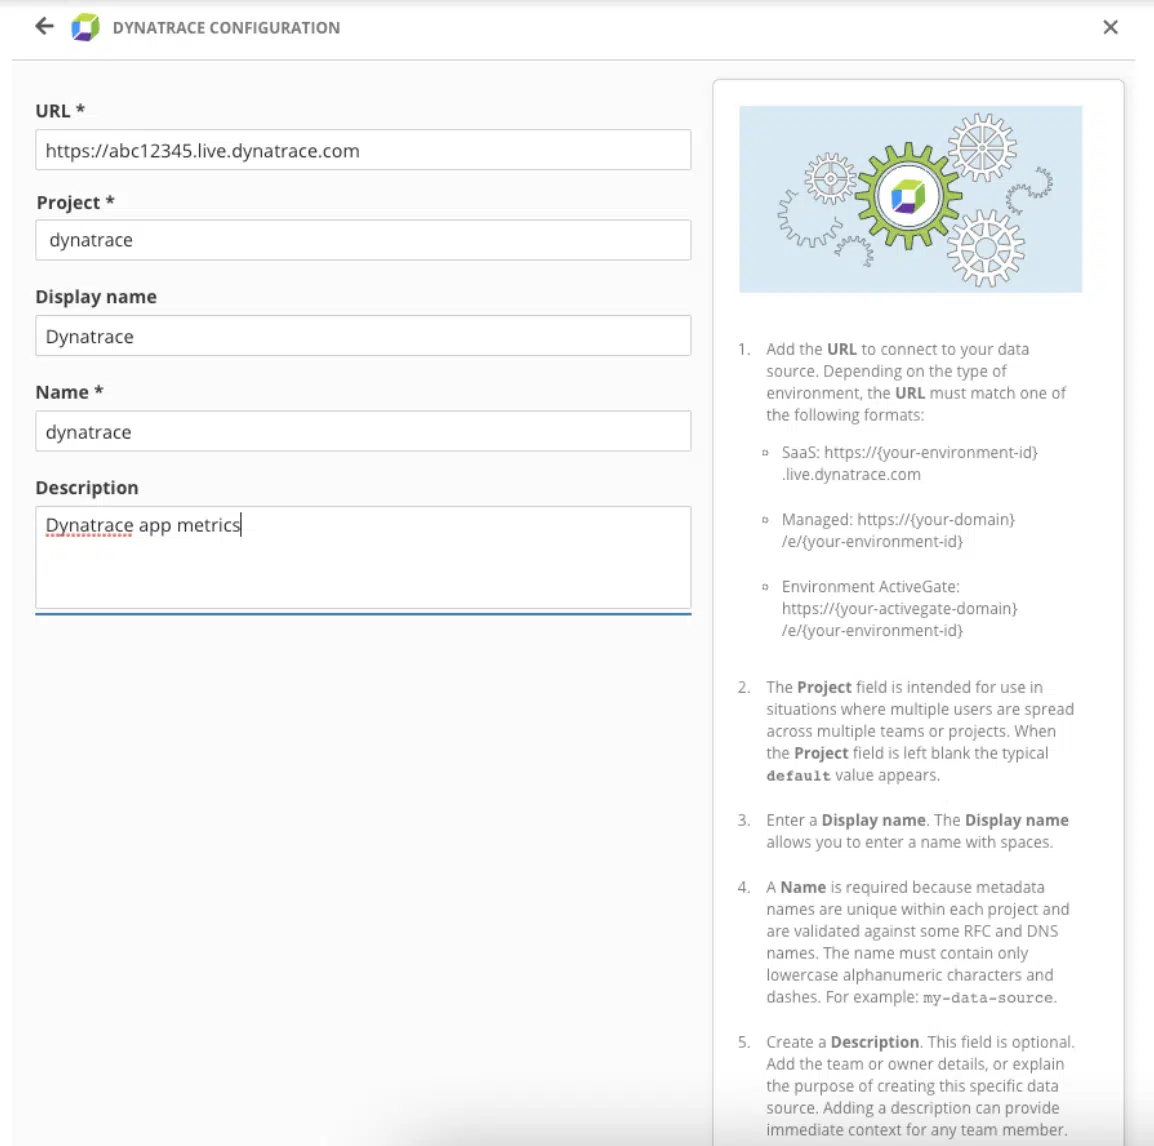 DYNATRACE CONFIGURATION
URL *
https://abc12345.live.dynatrace.com
Project *
dynatrace
Display name
Dynatrace
Name *
dynatrace
Description
Dynatrace app metrics
1. Add the URL to connect to your data
source. Depending on the type of
environment, the URL must match one of
the following formats:
SaaS: https://{your-environment-id}
.live.dynatrace.com
Managed: https://{your-domain}
/e/{your-environment-id}
Environment ActiveGate:
https://{your-activegate-domain}
/e/{your-environment-id}
2. The Project field is intended for use in
situations where multiple users are spread
across multiple teams or projects. When
the Project field is left blank the typical
default value appears.
3. Enter a Display name. The Display name
allows you to enter a name with spaces.
4. A Name is required because metadata
names are unique within each project and
are validated against some RFC and DNS
names. The name must contain only
lowercase alphanumeric characters and
dashes. For example: my-data-source.
5. Create a Description. This field is optional.
Add the team or owner details, or explain
the purpose of creating this specific data
source. Adding a description can provide
immediate context for any team member.